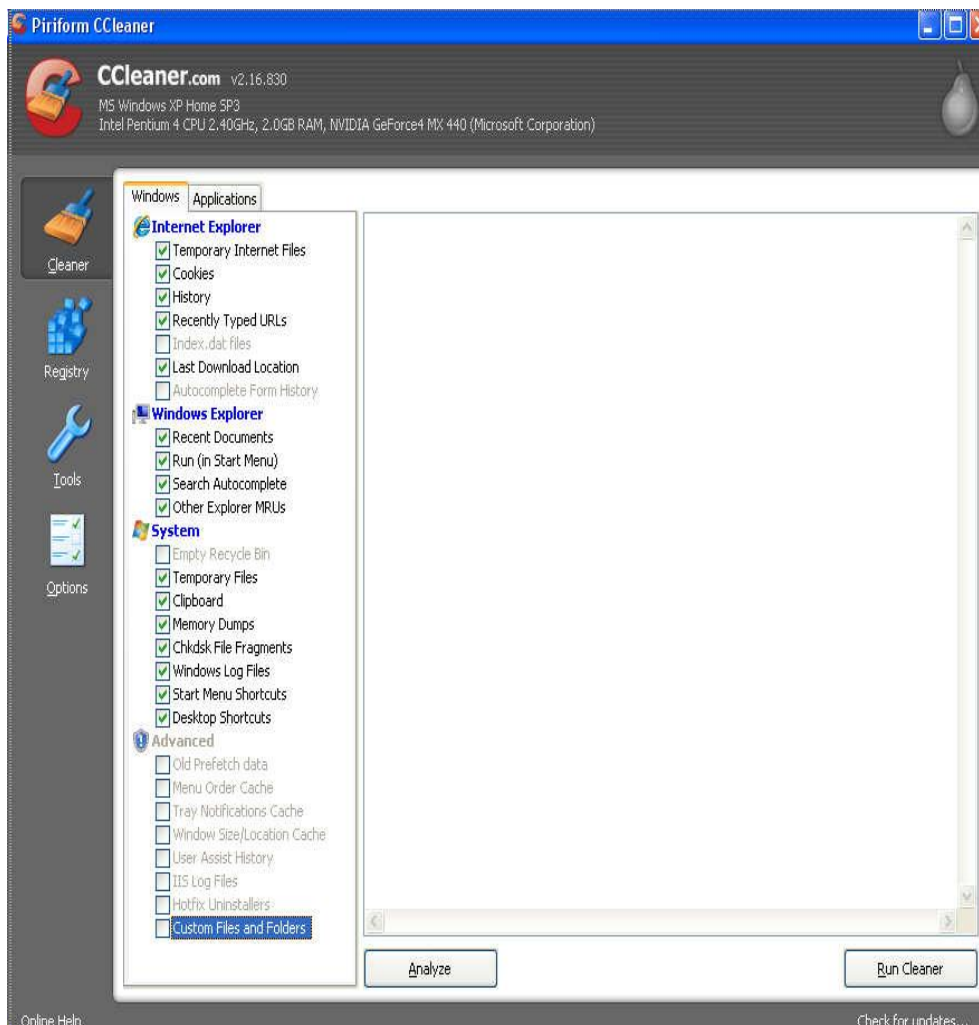 Piriform CCleaner
CCleaner.com v2.16.830
MS Windows XP Home SP3
Intel Pentium 4 CPU 2.40GHz, 2.0GB RAM, NVIDIA GeForce4 MX 440 (Microsoft Corporation)
Cleaner
Registry
Tools
Options
Windows
Applications
Internet Explorer
Temporary Internet Files
Cookies
History
Recently Typed URLs
Index.dat files
Last Download Location
Autocomplete Form History
Windows Explorer
Recent Documents
Run (in Start Menu)
Search Autocomplete
Other Explorer MRUs
System
Empty Recycle Bin
Temporary Files
Clipboard
Memory Dumps
Chkdsk File Fragments
Windows Log Files
Start Menu Shortcuts
Desktop Shortcuts
Advanced
Old Prefetch data
Menu Order Cache
Tray Notifications Cache
Window Size/Location Cache
User Assist History
IIS Log Files
Hotfix Uninstallers
Custom Files and Folders
Analyze
Run Cleaner
Online Help
Check for updates...